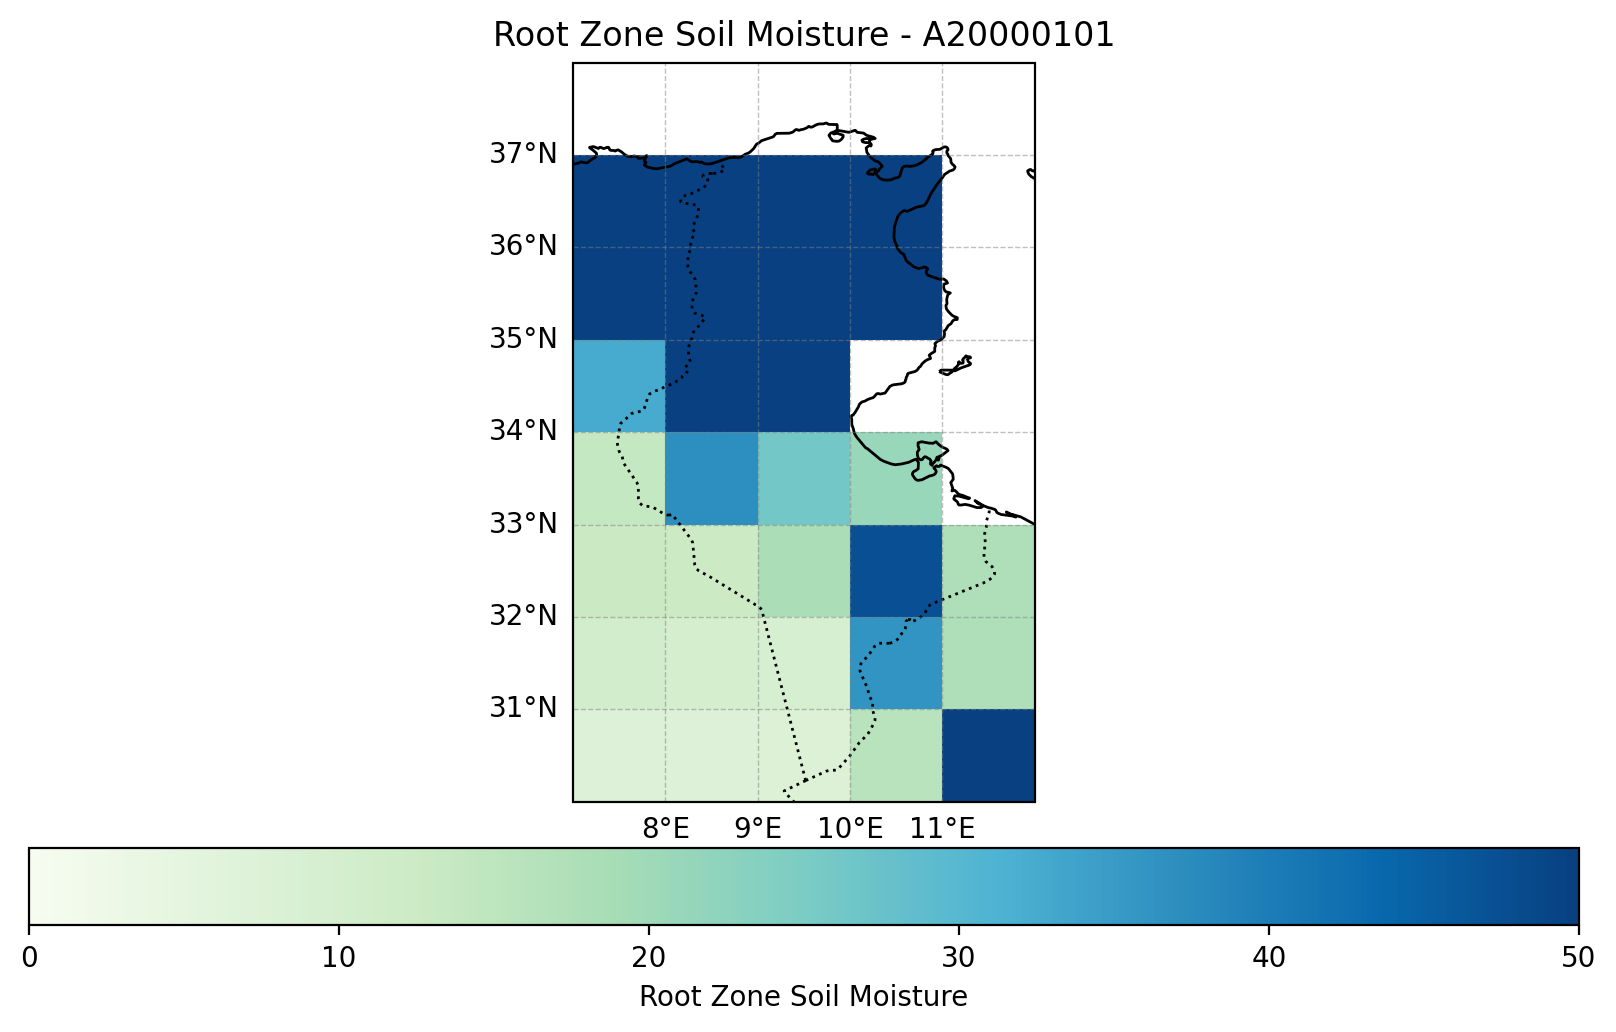 Root Zone Soil Moisture - A20000101
37°N
36°N
35°N
34°N
33°N
32°N
31°N
8°E 9°E 10°E 11°E
0 10 20 30 40 50
Root Zone Soil Moisture